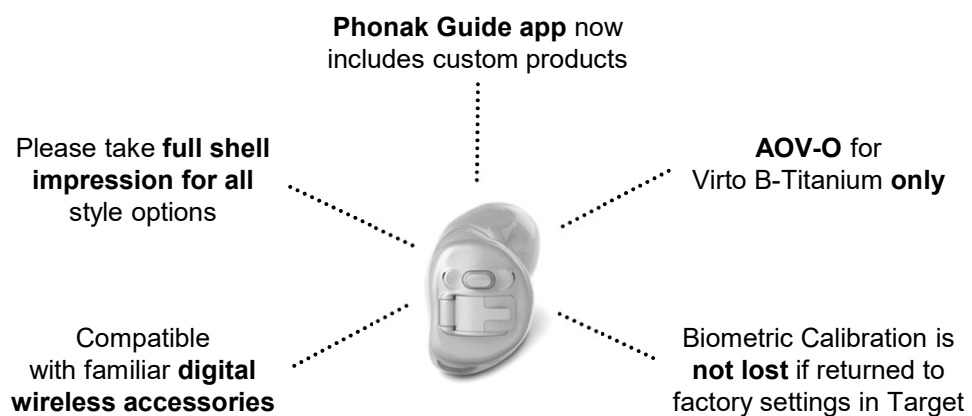 Phonak Guide app now
includes custom products
Please take full shell
impression for all
style options
AOV-O for
Virto B-Titanium only
Compatible
with familiar digital
wireless accessories
Biometric Calibration is
not lost if returned to
factory settings in Target